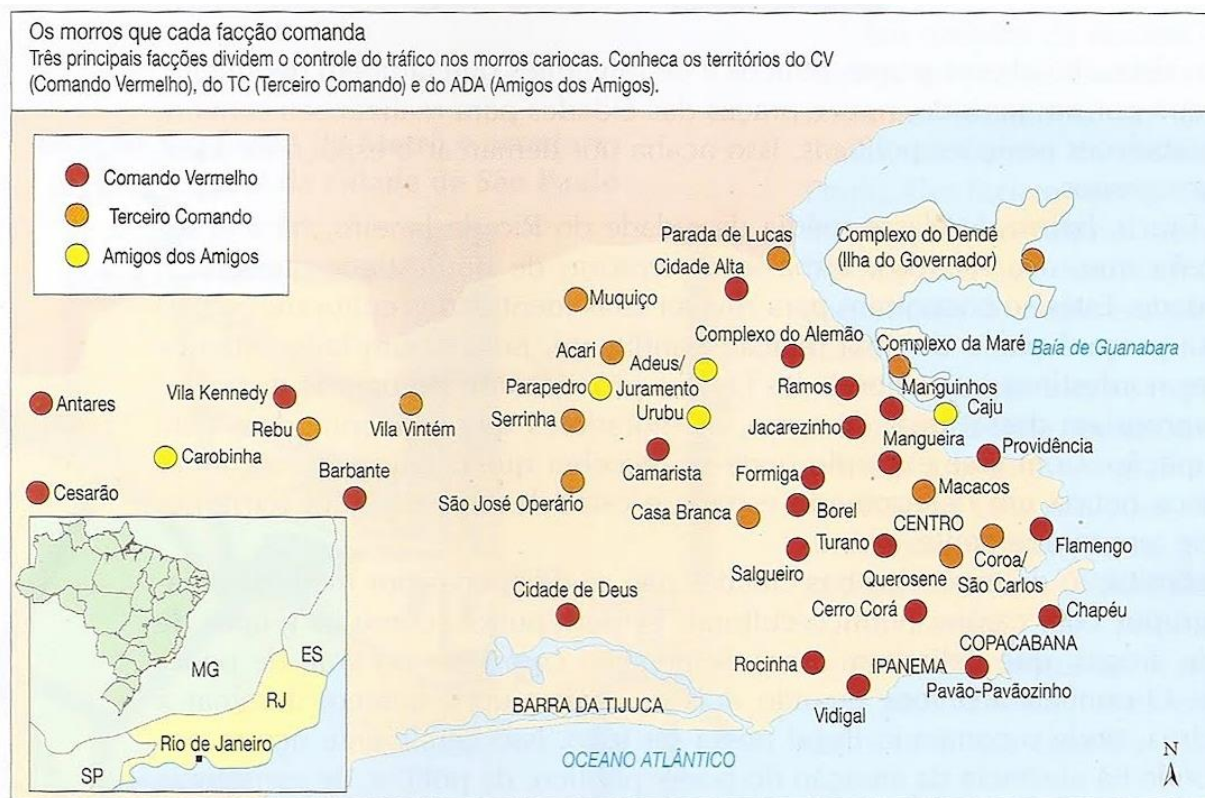 Os morros que cada facção comanda
Três principais facções dividem o controle do tráfico nos morros cariocas. Conheca os territórios do CV
(Comando Vermelho), do TC (Terceiro Comando) e do ADA (Amigos dos Amigos).
Comando Vermelho
Terceiro Comando
Amigos dos Amigos
Parada de Lucas
Cidade Alta
Complexo do Dendê
(Ilha do Governador)
Muquiço
Complexo do Alemão
Complexo da Maré
Baía de Guanabara
Acari
Adeus/
Juramento
Parapedro
Ramos
Manguinhos
Caju
Antares
Vila Kennedy
Rebu
Vila Vintém
Serrinha
Urubu
Jacarezinho
Mangueira
Providência
Carobinha
Barbante
Camarista
Formiga
Macacos
Cesarão
São José Operário
Casa Branca
Borel
CENTRO
Turano
Salgueiro
Querosene
Coroa/
São Carlos
Flamengo
Cidade de Deus
Cerro Corá
Chapéu
COPACABANA
Rocinha
IPANEMA
Pavão-Pavãozinho
Vidigal
BARRA DA TIJUCA
OCEANO ATLÂNTICO
MG
ES
RJ
Rio de Janeiro
SP
N